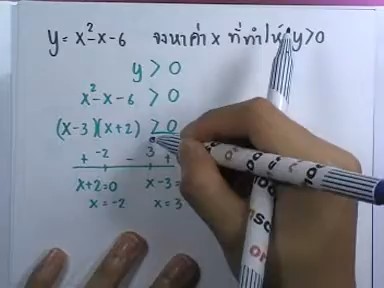 y = x²-x-6 จงหาค่า x ที่ทำให้ y>0
y > 0
x²-x-6 > 0
(x-3)(x+2) > 0
+ -2 - 3 +
x+2=0 x-3=
x=-2 x=3